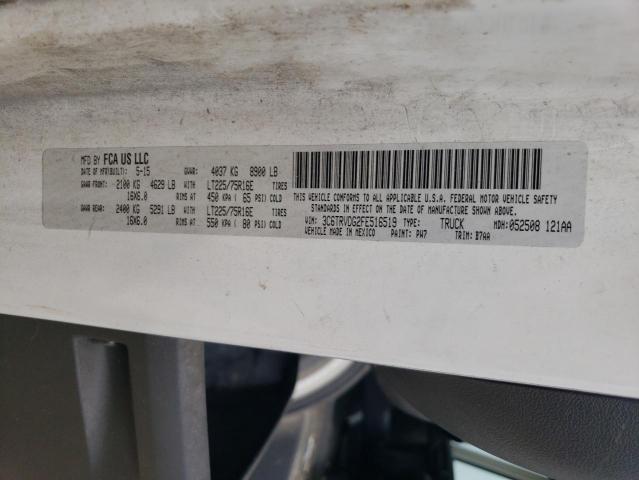 MFD BY FCA US LLC
DATE OF MFR(BUILT): 5-15 GVWR: 4037 KG 8900 LB
GAWR FRONT: 2100 KG 4629 LB WITH LT225/75R16E TIRES
16X6.0 RIMS AT 450 KPA ( 65 PSI) COLD
GAWR REAR: 2400 KG 5291 LB WITH LT225/75R16E TIRES
16X6.0 RIMS AT 550 KPA ( 80 PSI) COLD
THIS VEHICLE CONFORMS TO ALL APPLICABLE U.S.A. FEDERAL MOTOR VEHICLE SAFETY
STANDARDS IN EFFECT ON THE DATE OF MANUFACTURE SHOWN ABOVE.
VIN: 3C6TRVDG2FE516519 TYPE: TRUCK MDH: 052508 121AA
VEHICLE MADE IN MEXICO PAINT: PW7 TRIM: B7AA